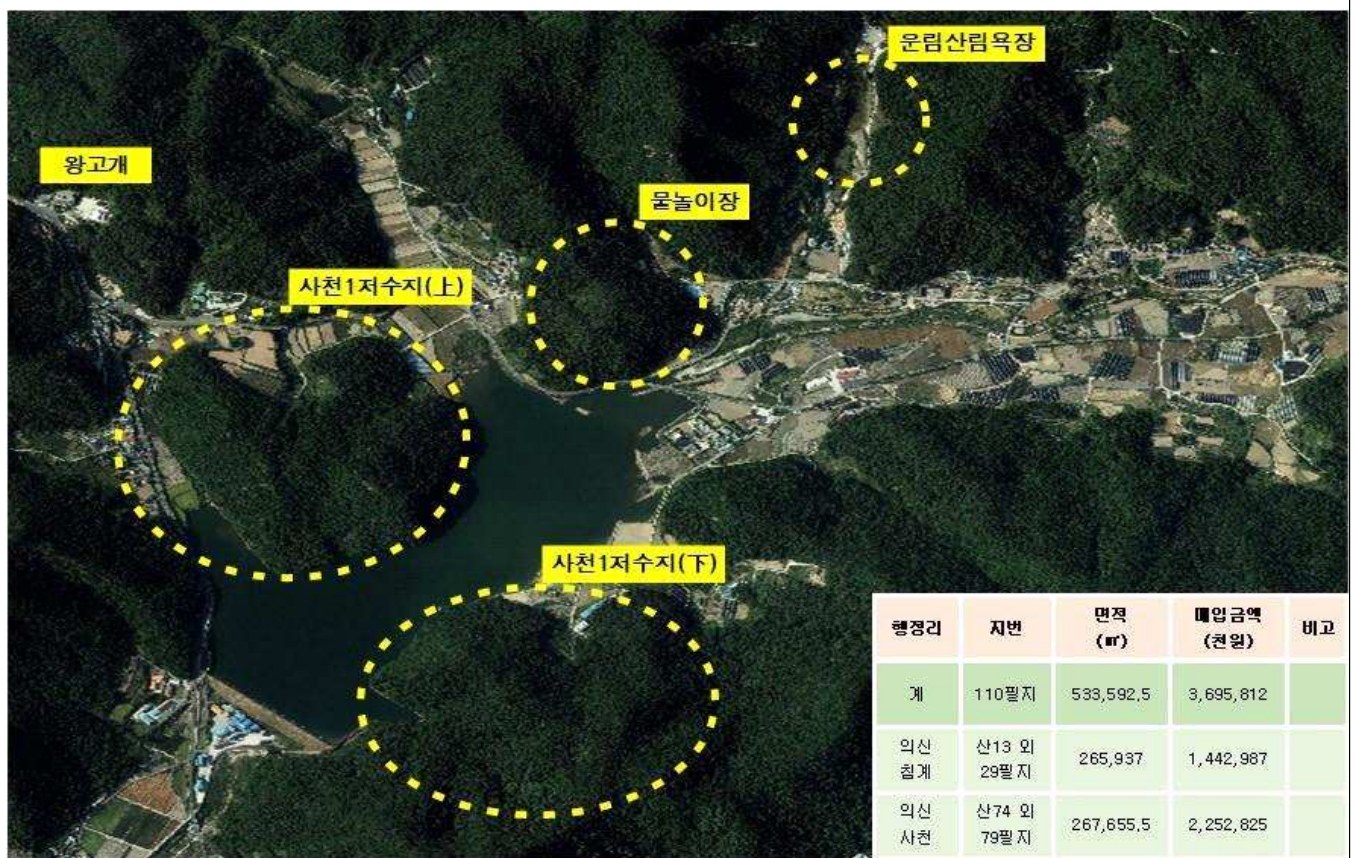 운림산림욕장
왕고개
물놀이장
사천1저수지(上)
사천1저수지(下)
행정리 지번 면적 (㎡) 매입금액 (천원) 비고
계 110필지 533,592,5 3,695,812
의신 침계 산13 외 29필지 265,937 1,442,987
의신 사천 산74 외 79필지 267,655,5 2,252,825